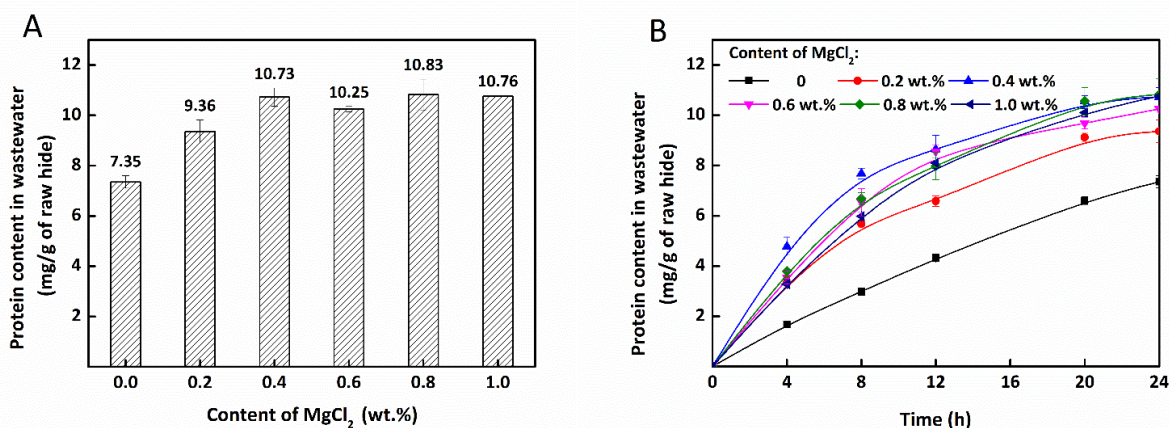 A
Protein content in wastewater
(mg/g of raw hide)
12
10
8
6
4
2
7.35
9.36
10.73
10.25
10.83
10.76
0.0
0.2
0.4
0.6
0.8
1.0
Content of MgCl₂ (wt.%)
B
Protein content in wastewater
(mg/g of raw hide)
12
10
8
6
4
2
0
Content of MgCl₂:
0
0.2 wt.%
0.4 wt.%
0.6 wt.%
0.8 wt.%
1.0 wt.%
0
4
8
12
16
20
24
Time (h)